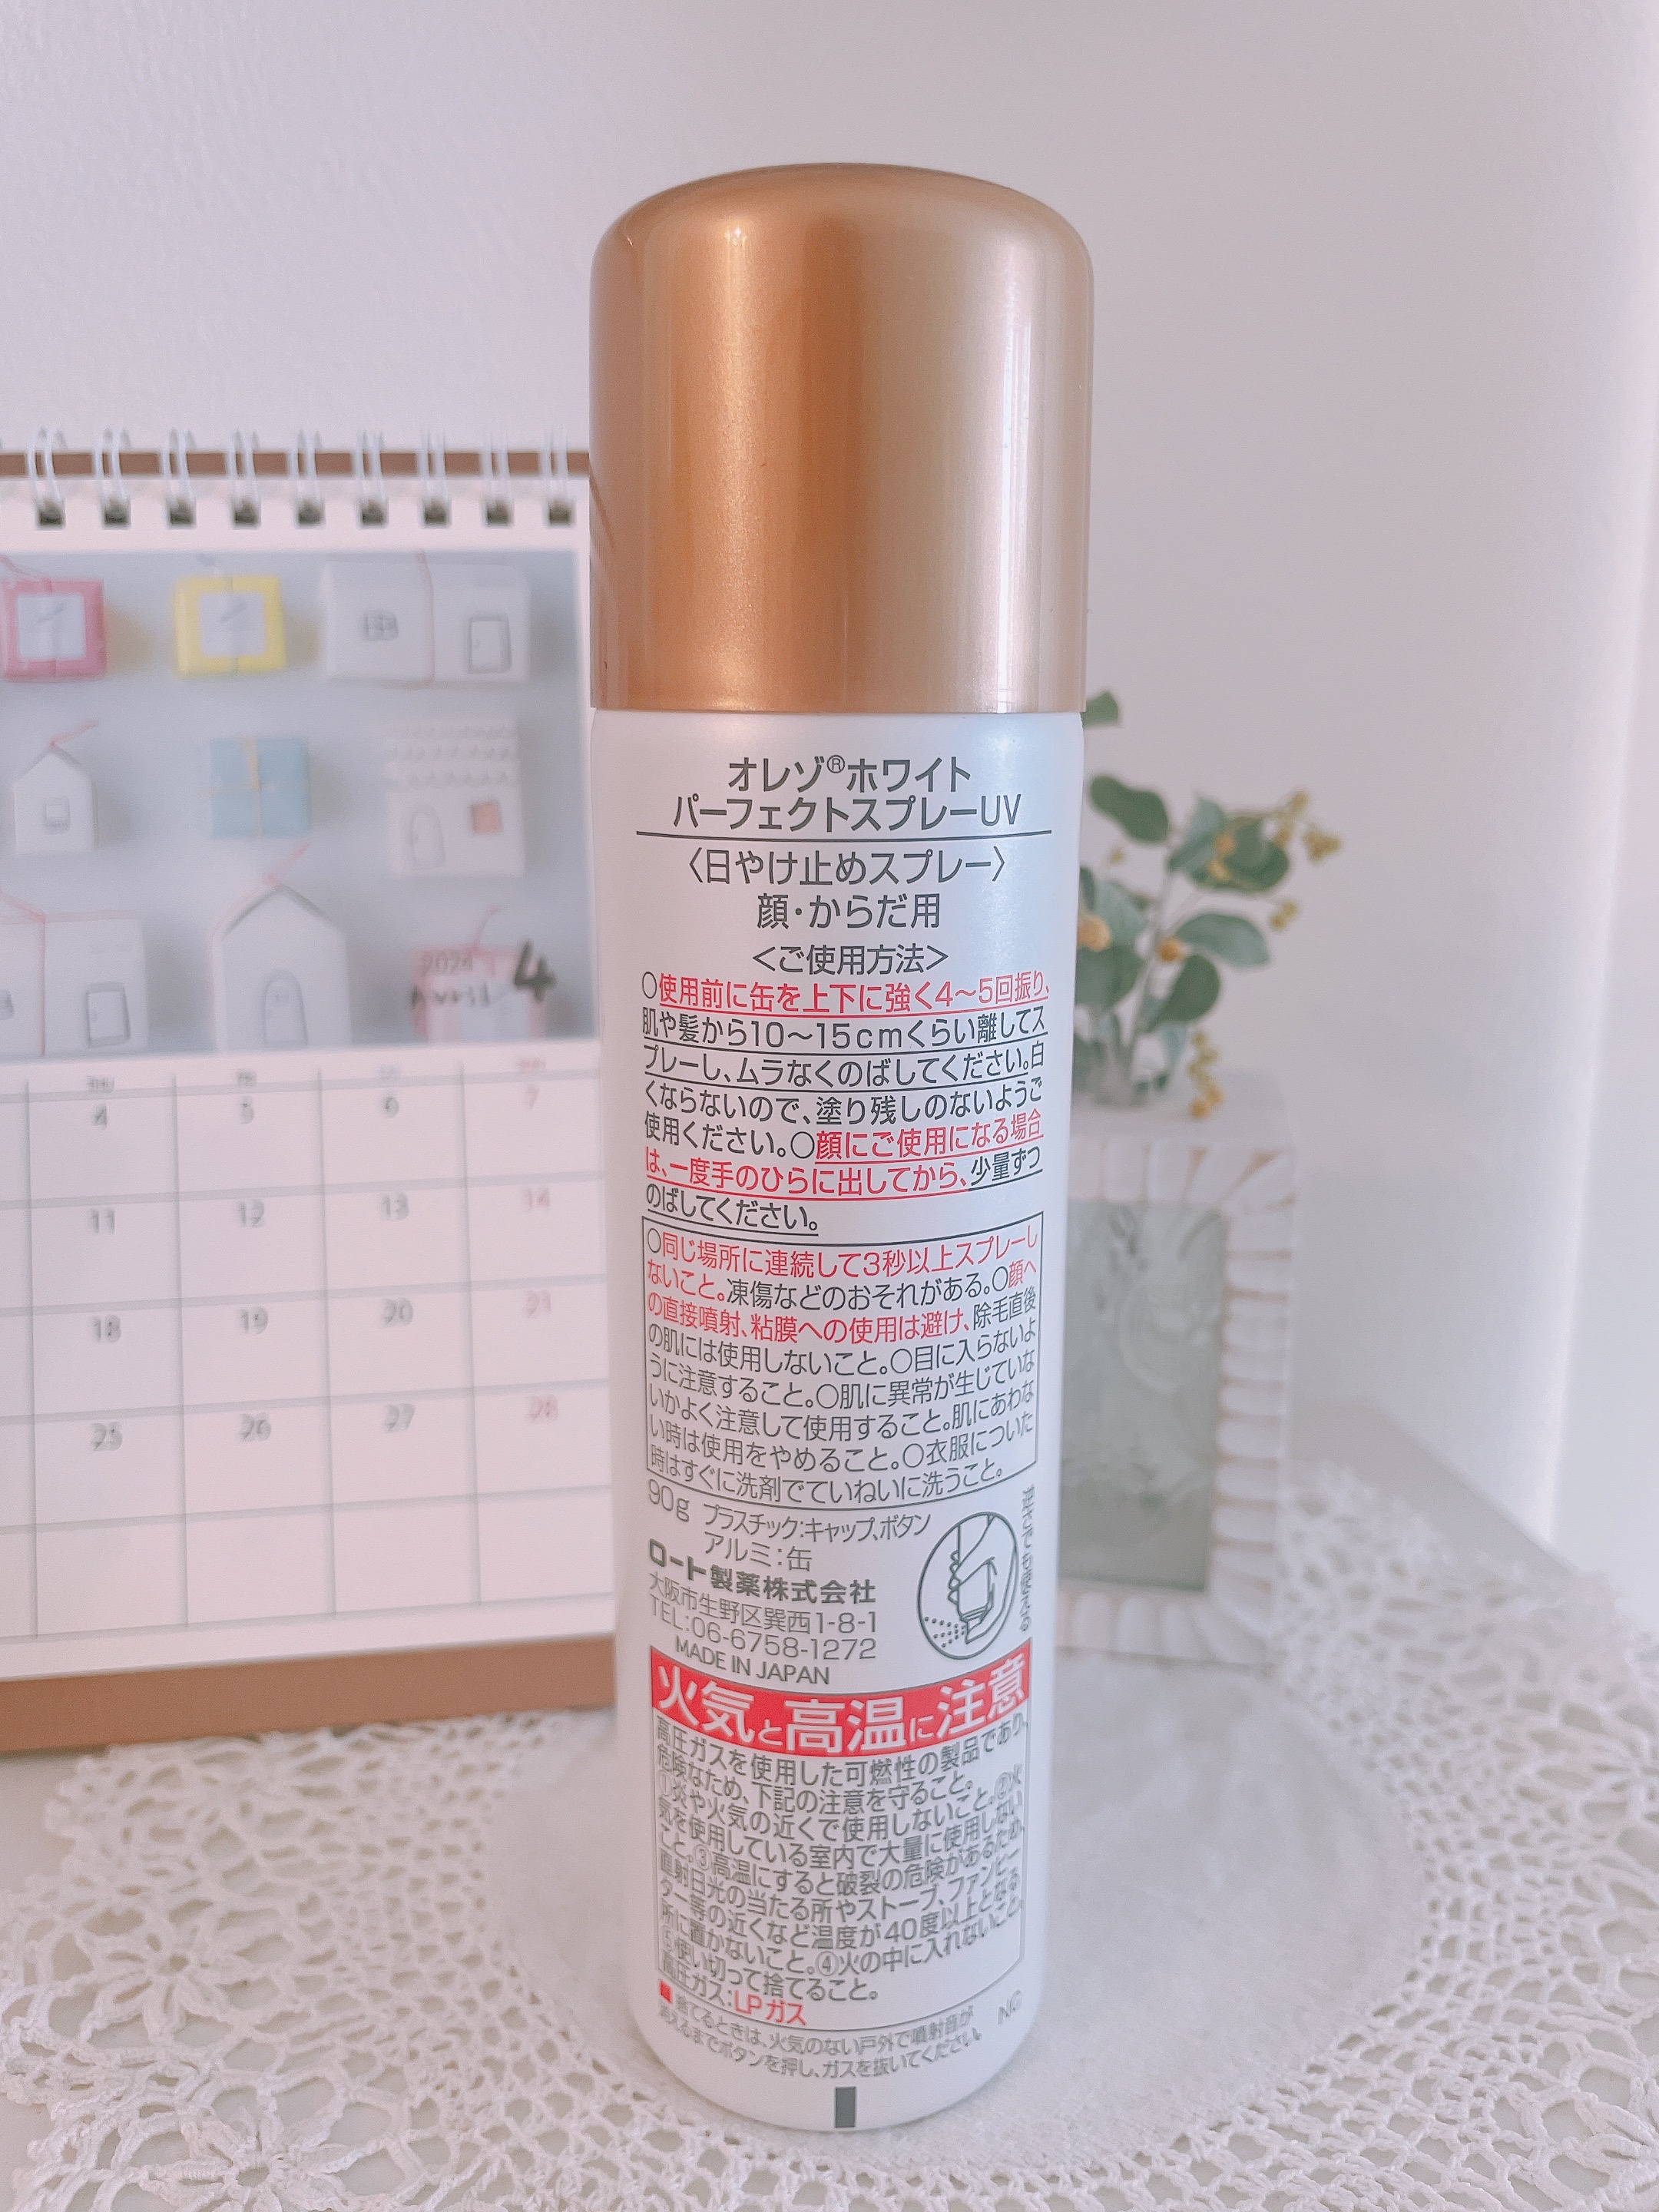 オレゾ®ホワイト
パーフェクトスプレーUV
〈日やけ止めスプレー〉
顔・からだ用
<ご使用方法>
○使用前に缶を上下に強く4〜5回振り、
肌や髪から10〜15cmくらい離してス
プレーし、ムラなくのばしてください。白
くならないので、塗り残しのないようご
使用ください。○顔にご使用になる場合
は、一度手のひらに出してから、少量ずつ
のばしてください。
○同じ場所に連続して3秒以上スプレーし
ないこと。凍傷などのおそれがある。○顔へ
の直接噴射、粘膜への使用は避け、除毛直後
の肌には使用しないこと。○目に入らないよ
うに注意すること。○肌に異常が生じていな
いかよく注意して使用すること。肌にあわな
い時は使用をやめること。○衣服についた
時はすぐに洗剤でていねいに洗うこと。
90g プラスチック:キャップ、ボタン
アルミ:缶
ロート製薬株式会社
大阪市生野区巽西1-8-1
TEL:06-6758-1272
MADE IN JAPAN
逆さでも使える
火気と高温に注意
高圧ガスを使用した可燃性の製品であり、
危険なため、下記の注意を守ること。
①炎や火気の近くで使用しないこと。②火
気を使用している室内で大量に使用しない
こと。③高温にすると破裂の危険があるため、
直射日光の当たる所やストーブ、ファンヒー
ター等の近くなど温度が40度以上となる
所に置かないこと。④火の中に入れないこと。
⑤使い切って捨てること。
高圧ガス:LPガス
■捨てるときは、火気のない戸外で噴射音が
消えるまでボタンを押し、ガスを抜いてください。
NG
2024
4
4 5 6 7
11 12 13 14
18 19 20 21
25 26 27 28